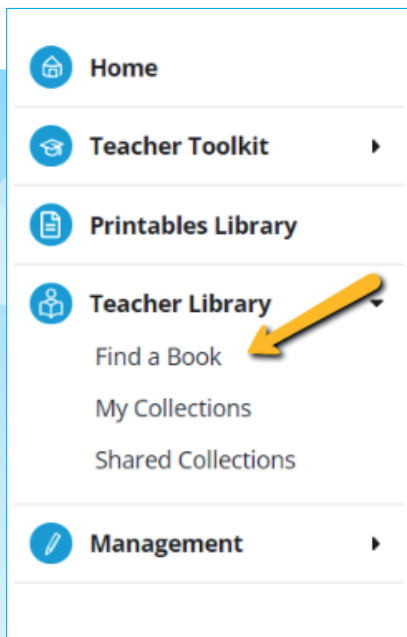 Home
Teacher Toolkit
Printables Library
Teacher Library
Find a Book
My Collections
Shared Collections
Management